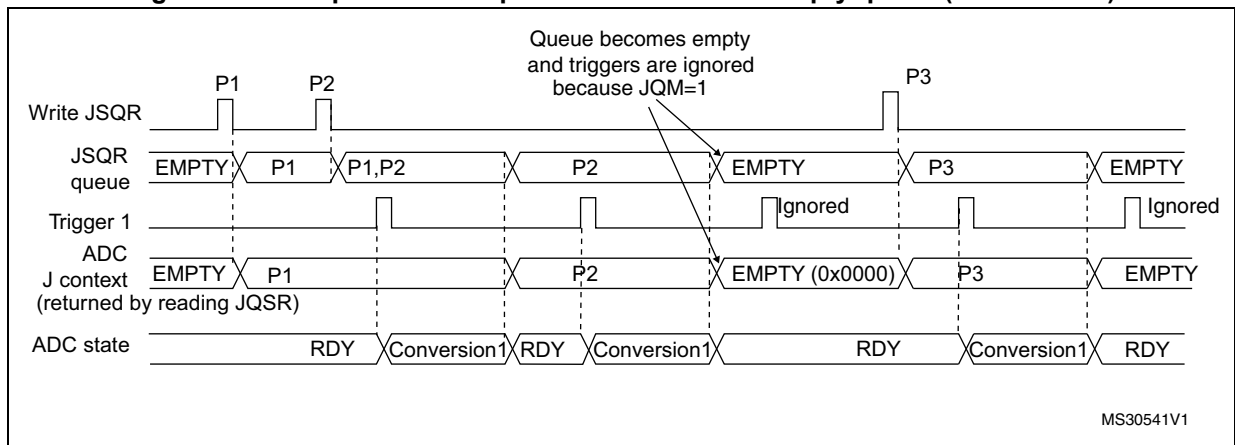 Queue becomes empty
and triggers are ignored
because JQM=1
P1 P2 P3
Write JSQR
JSQR
queue
EMPTY P1 P1,P2 P2 EMPTY P3 EMPTY
Trigger 1 Ignored Ignored
ADC
J context
(returned by reading JQSR)
EMPTY P1 P2 EMPTY (0x0000) P3 EMPTY
ADC state RDY Conversion1 RDY Conversion1 RDY Conversion1 RDY
MS30541V1